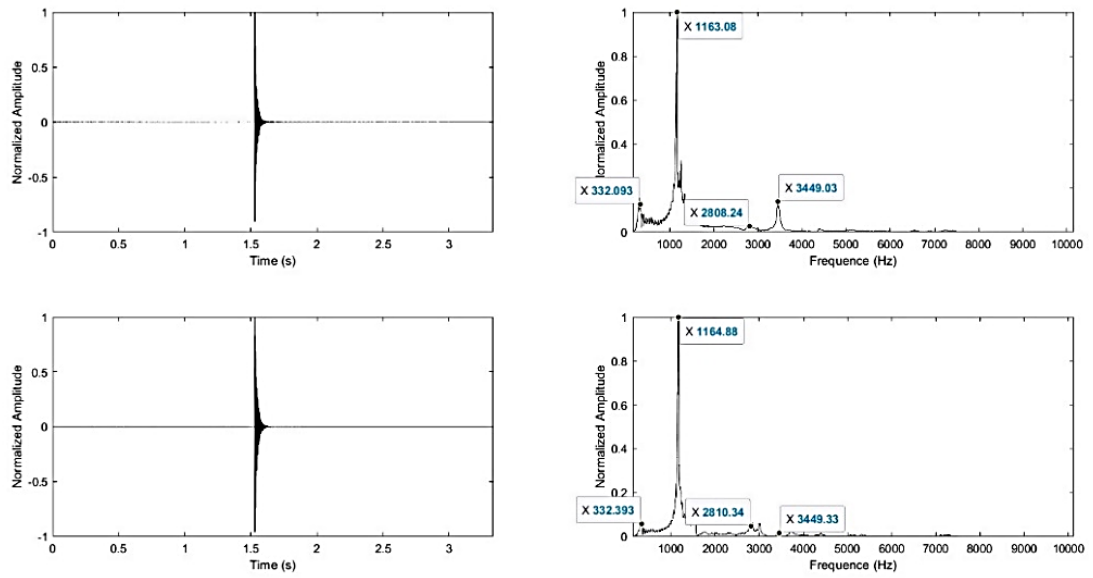 Normalized Amplitude
1
0.5
0
-0.5
-1
0 0.5 1 1.5 2 2.5 3
Time (s)
ormalized Amplitude
1
0.8
0.6
0.4
0.2
0
X 1163.08
X 332.093
X 2808.24
X 3449.03
1000 2000 3000 4000 5000 6000 7000 8000 9000 10000
Frequence (Hz)
Normalized Amplitude
1
0.5
0
-0.5
-1
0 0.5 1 1.5 2 2.5 3
Time (s)
Normalized Amplitude
1
0.8
0.6
0.4
0.2
0
X 1164.88
X 332.393
X 2810.34
X 3449.33
1000 2000 3000 4000 5000 6000 7000 8000 9000 10000
Frequence (Hz)